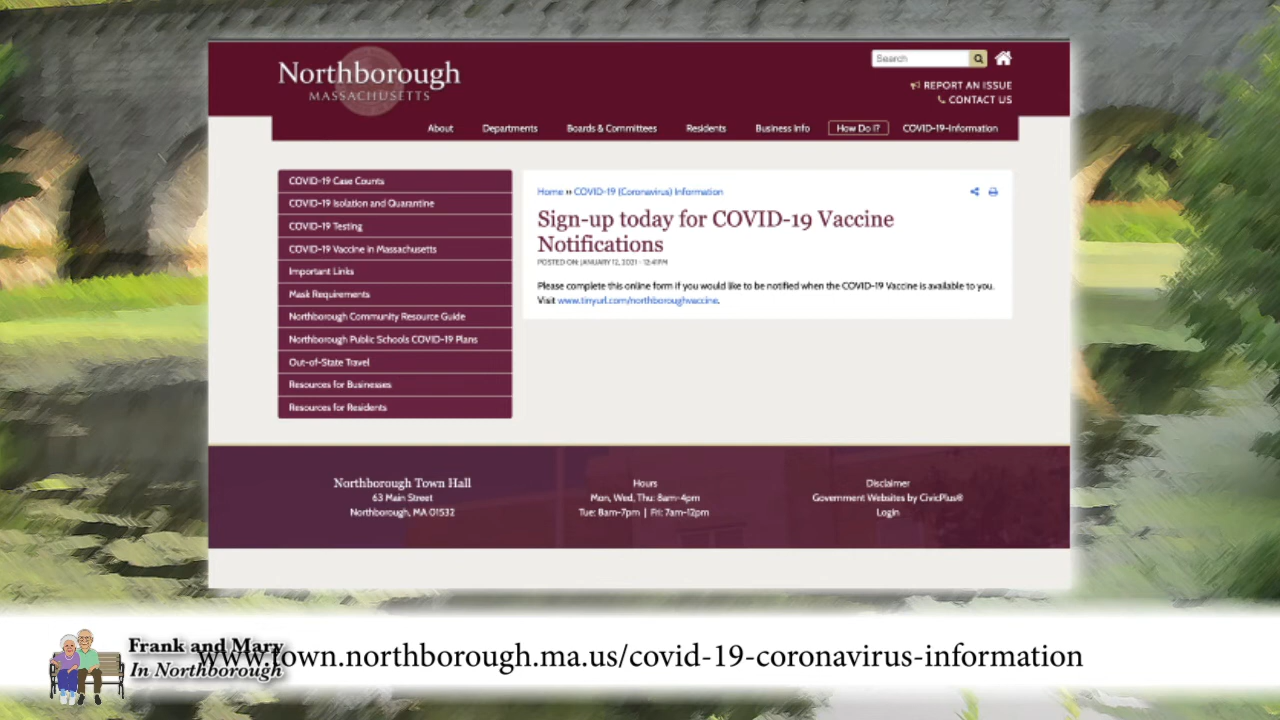 Northborough
MASSACHUSETTS
Search
REPORT AN ISSUE
CONTACT US
About Departments Boards & Committees Residents Business Info How Do I? COVID-19-Information
COVID-19 Case Counts
COVID-19 Isolation and Quarantine
COVID-19 Testing
COVID-19 Vaccine in Massachusetts
Important Links
Mask Requirements
Northborough Community Resource Guide
Northborough Public Schools COVID-19 Plans
Out-of-State Travel
Resources for Businesses
Resources for Residents
Home » COVID-19 (Coronavirus) Information
Sign-up today for COVID-19 Vaccine
Notifications
POSTED ON: JANUARY 12, 2021 - 12:41PM
Please complete this online form if you would like to be notified when the COVID-19 Vaccine is available to you.
Visit www.tinyurl.com/northboroughvaccine.
Northborough Town Hall
63 Main Street
Northborough, MA 01532
Hours
Mon, Wed, Thu: 8am-4pm
Tue: 8am-7pm | Fri: 7am-12pm
Disclaimer
Government Websites by CivicPlus®
Login
Frank and Mary
In Northborough
www.town.northborough.ma.us/covid-19-coronavirus-information